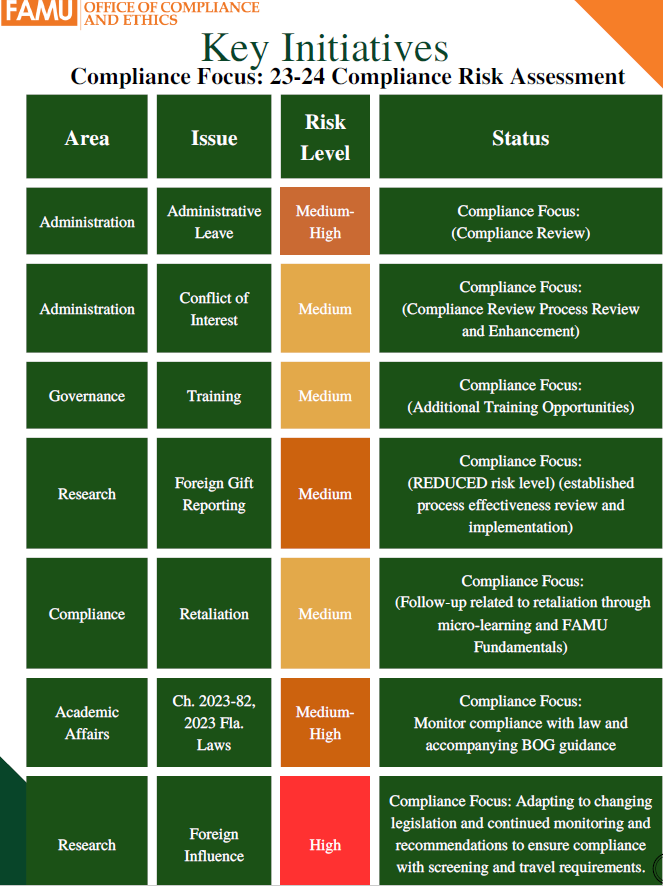 FAMU
OFFICE OF COMPLIANCE
AND ETHICS
Key Initiatives
Compliance Focus: 23-24 Compliance Risk Assessment
Area
Issue
Risk
Level
Status
Administration
Administrative
Leave
Medium-
High
Compliance Focus:
(Compliance Review)
Administration
Conflict of
Interest
Medium
Compliance Focus:
(Compliance Review Process Review
and Enhancement)
Governance
Training
Medium
Compliance Focus:
(Additional Training Opportunities)
Research
Foreign Gift
Reporting
Medium
Compliance Focus:
(REDUCED risk level) (established
process effectiveness review and
implementation)
Compliance
Retaliation
Medium
Compliance Focus:
(Follow-up related to retaliation through
micro-learning and FAMU
Fundamentals)
Academic
Affairs
Ch. 2023-82,
2023 Fla.
Laws
Medium-
High
Compliance Focus:
Monitor compliance with law and
accompanying BOG guidance
Research
Foreign
Influence
High
Compliance Focus: Adapting to changing
legislation and continued monitoring and
recommendations to ensure compliance
with screening and travel requirements.